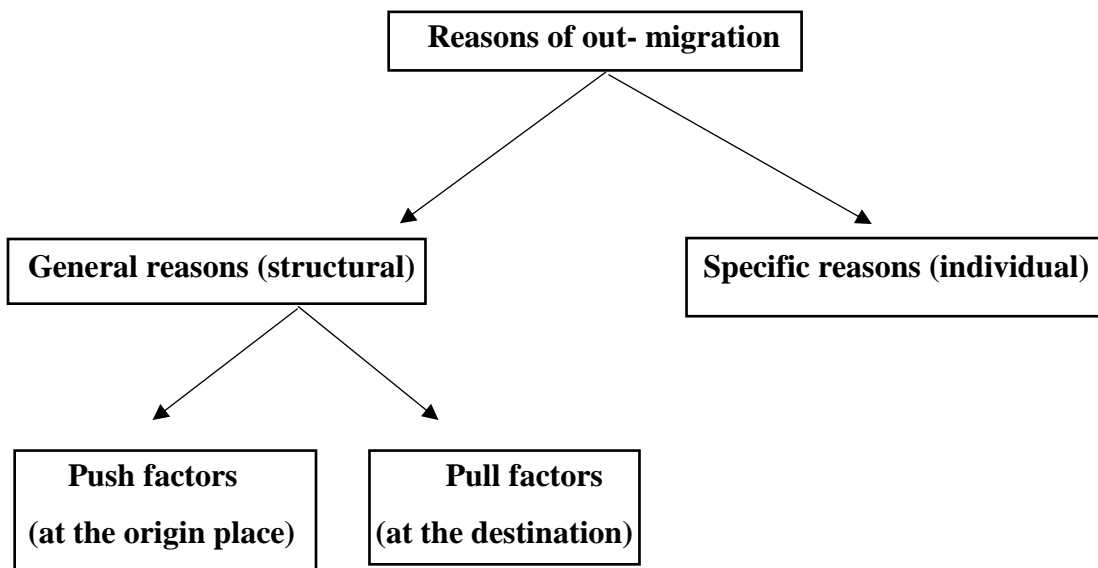 Reasons of out- migration
General reasons (structural)
Specific reasons (individual)
Push factors
(at the origin place)
Pull factors
(at the destination)